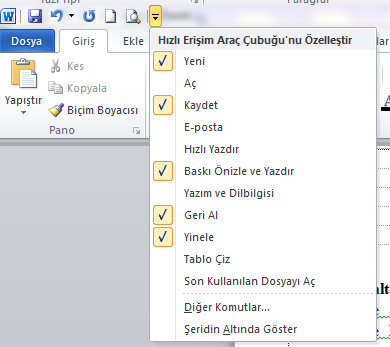 Dosya Giriş Ekle
Kes
Kopyala
Biçim Boyacısı
Yapıştır
Pano
Hızlı Erişim Araç Çubuğu'nu Özelleştir
Yeni
Aç
Kaydet
E-posta
Hızlı Yazdır
Baskı Önizle ve Yazdır
Yazım ve Dilbilgisi
Geri Al
Yinele
Tablo Çiz
Son Kullanılan Dosyayı Aç
Diğer Komutlar...
Şeridin Altında Göster